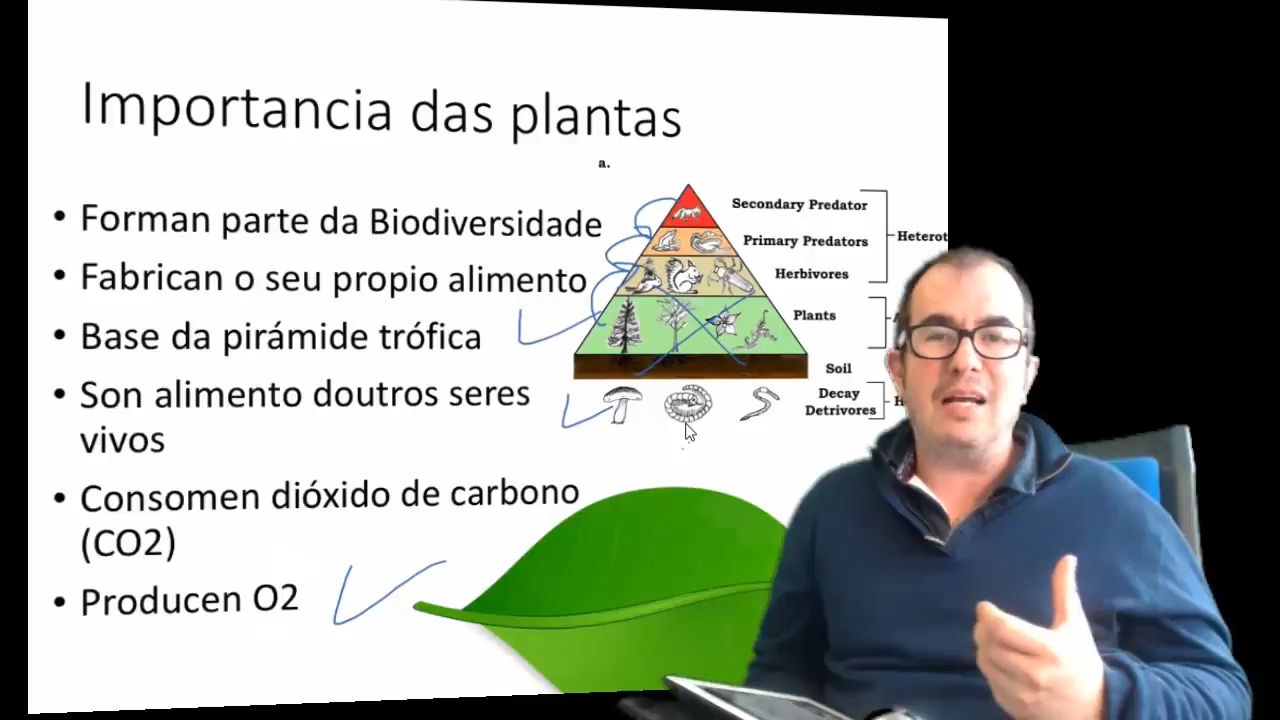 Importancia das plantas
a.
• Forman parte da Biodiversidade
• Fabrican o seu propio alimento
• Base da pirámide trófica
• Son alimento doutros seres
vivos
• Consomen dióxido de carbono
(CO2)
• Producen O2
Secondary Predator
Primary Predators
Heterot
Herbivores
Plants
Soil
Decay
Detrivores